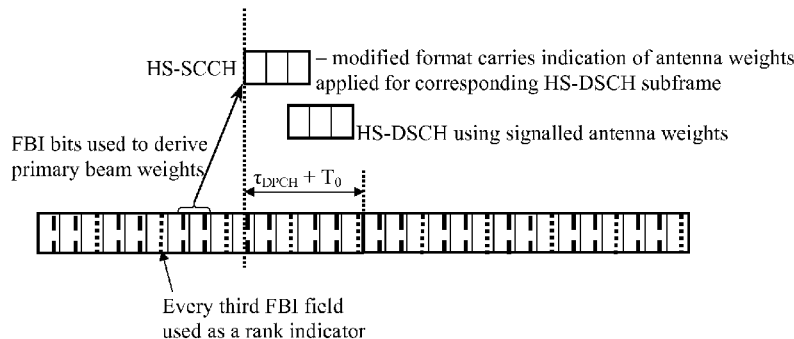 HS-SCCH
– modified format carries indication of antenna weights
applied for corresponding HS-DSCH subframe
HS-DSCH using signalled antenna weights
FBI bits used to derive
primary beam weights
τDPCH + T0
Every third FBI field
used as a rank indicator